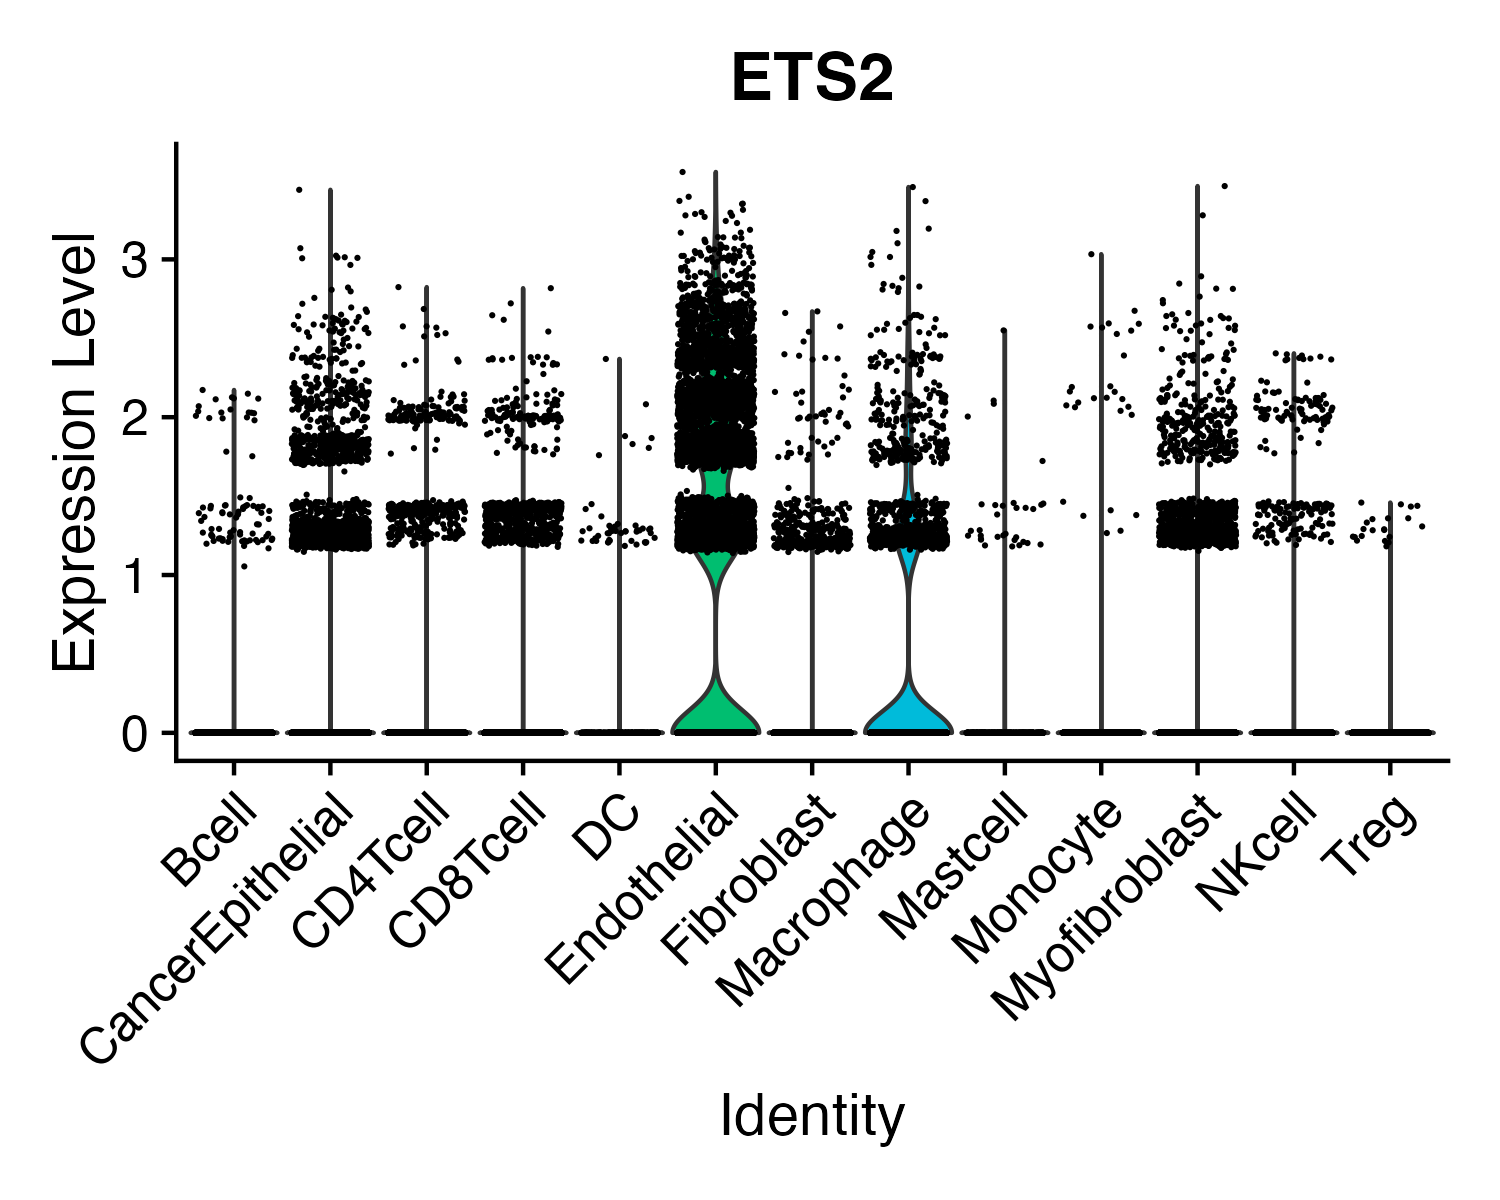 ETS2
Expression Level
3
2
1
0
Bcell
CancerEpithelial
CD4Tcell
CD8Tcell
DC
Endothelial
Fibroblast
Macrophage
Mastcell
Monocyte
Myofibroblast
NKcell
Treg
Identity